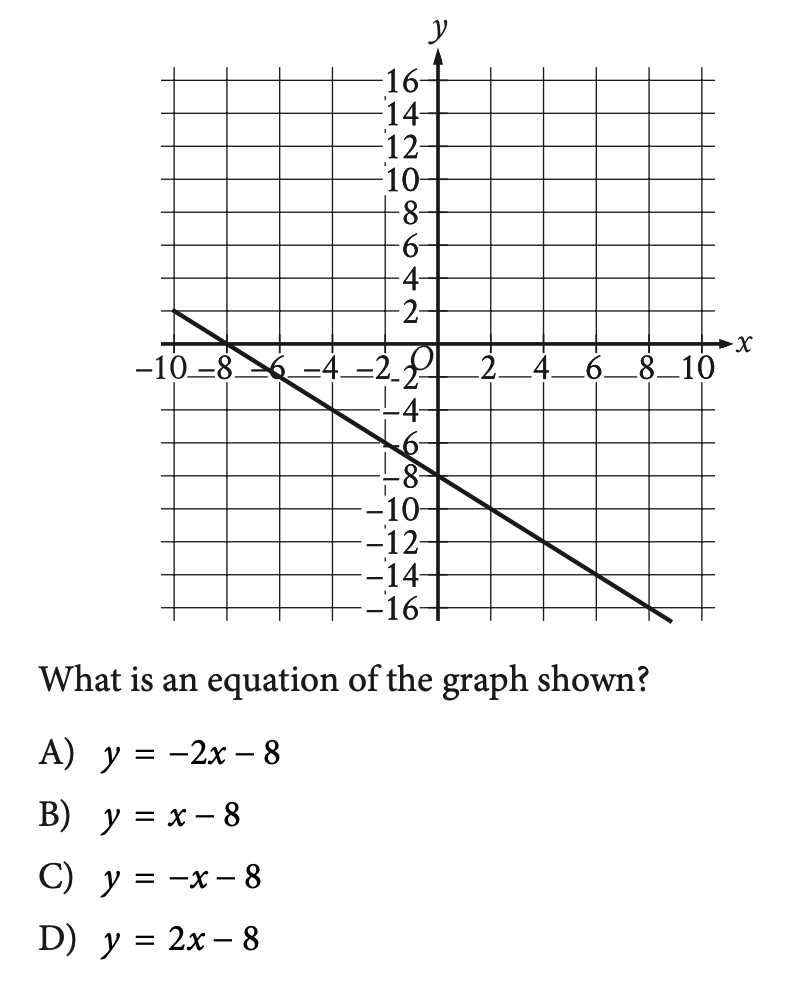 y
16
14
12
10
8
6
4
2
x
O
−10 −8 −6 −4 −2 2 4 6 8 10
−2
−4
−6
−8
−10
−12
−14
−16
What is an equation of the graph shown?
A) y = −2x − 8
B) y = x − 8
C) y = −x − 8
D) y = 2x − 8